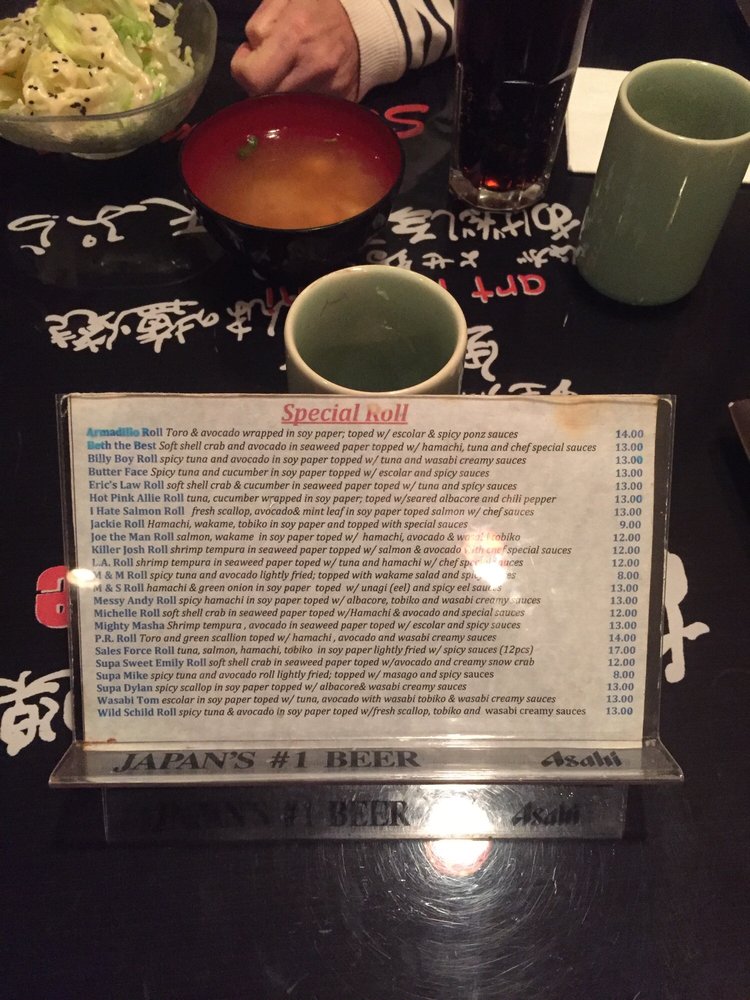 Special Roll
Armadillo Roll Toro & avocado wrapped in soy paper; toped w/ escolar & spicy ponz sauces 14.00
Beth the Best Soft shell crab and avocado in seaweed paper topped w/ hamachi, tuna and chef special sauces 13.00
Billy Boy Roll spicy tuna and avocado in soy paper topped w/ tuna and wasabi creamy sauces 13.00
Butter Face Spicy tuna and cucumber in soy paper topped w/ escolar and spicy sauces 13.00
Eric's Law Roll soft shell crab & cucumber in seaweed paper toped w/ tuna and spicy sauces 13.00
Hot Pink Allie Roll tuna, cucumber wrapped in soy paper; toped w/seared albacore and chili pepper 13.00
I Hate Salmon Roll fresh scallop, avocado& mint leaf in soy paper toped salmon w/ chef sauces 13.00
Jackie Roll Hamachi, wakame, tobiko in soy paper and topped with special sauces 9.00
Joe the Man Roll salmon, wakame in soy paper toped w/ hamachi, avocado & wasabi tobiko 12.00
Killer Josh Roll shrimp tempura in seaweed paper topped w/ salmon & avocado with chef special sauces 12.00
L.A. Roll shrimp tempura in seaweed paper topped w/ tuna and hamachi w/ chef special sauces 12.00
M & M Roll spicy tuna and avocado lightly fried; topped with wakame salad and spicy sauces 8.00
M & S Roll hamachi & green onion in soy paper toped w/ unagi (eel) and spicy eel sauces 13.00
Messy Andy Roll spicy hamachi in soy paper toped w/ albacore, tobiko and wasabi creamy sauces 13.00
Michelle Roll soft shell crab in seaweed paper toped w/Hamachi & avocado and special sauces 12.00
Mighty Masha Shrimp tempura , avocado in seaweed paper toped w/ escolar and spicy sauces 13.00
P.R. Roll Toro and green scallion toped w/ hamachi , avocado and wasabi creamy sauces 14.00
Sales Force Roll tuna, salmon, hamachi, tobiko in soy paper lightly fried w/ spicy sauces (12pcs) 17.00
Supa Sweet Emily Roll soft shell crab in seaweed paper toped w/avocado and creamy snow crab 12.00
Supa Mike spicy tuna and avocado roll lightly fried; topped w/ masago and spicy sauces 8.00
Supa Dylan spicy scallop in soy paper topped w/ albacore& wasabi creamy sauces 13.00
Wasabi Tom escolar in soy paper toped w/ tuna, avocado with wasabi tobiko & wasabi creamy sauces 13.00
Wild Schild Roll spicy tuna & avocado in soy paper toped w/fresh scallop, tobiko and wasabi creamy sauces 13.00
JAPAN'S #1 BEER Asahi